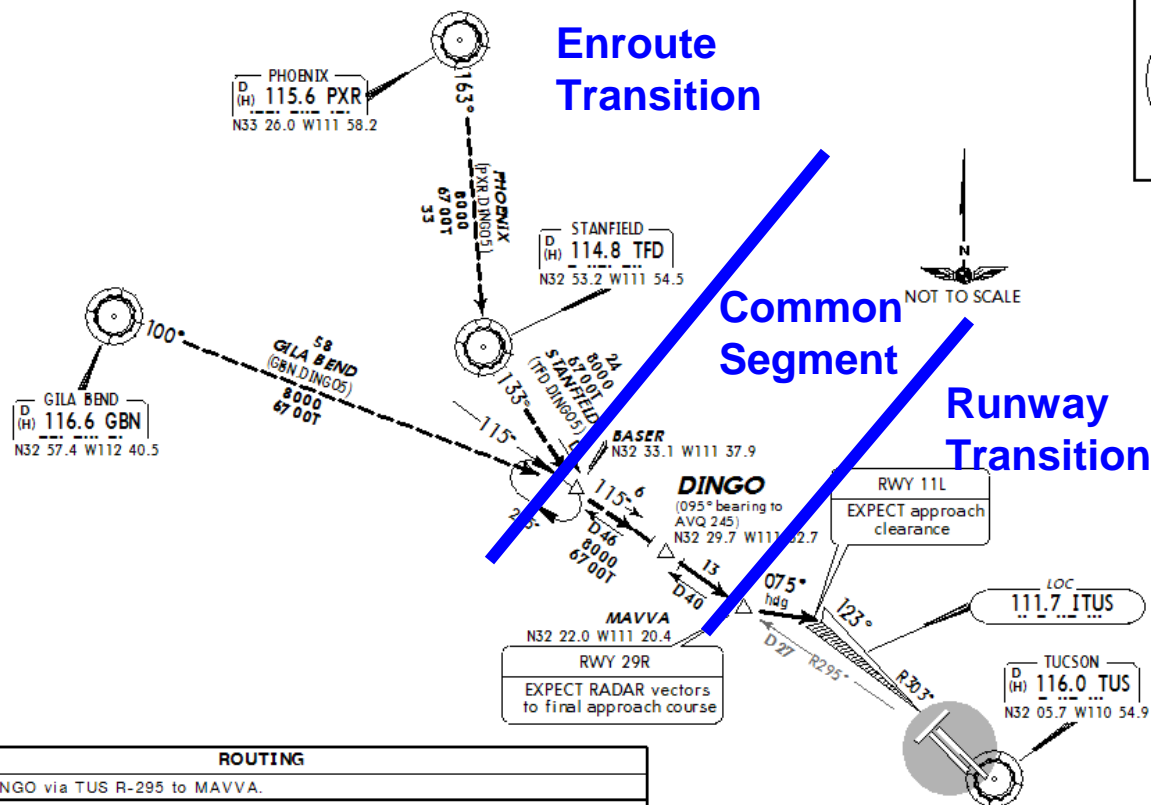 Enroute
Transition
PHOENIX
D
(H) 115.6 PXR
N33 26.0 W111 58.2
163°
PHOENIX
(PXR.DINGO5)
8000
6700T
33
STANFIELD
D
(H) 114.8 TFD
N32 53.2 W111 54.5
N
NOT TO SCALE
100°
58
GILA BEND
(GBN.DINGO5)
8000
6700T
GILA BEND
D
(H) 116.6 GBN
N32 57.4 W112 40.5
133°
24
8000
6700T
STANFIELD
(TFD.DINGO5)
Common
Segment
Runway
Transition
115°
BASER
N32 33.1 W111 37.9
115°
6
D46
8000
6700T
DINGO
(095° bearing to
AVQ 245)
N32 29.7 W111
2.7
RWY 11L
EXPECT approach
clearance
13
D40
075°
hdg
123°
LOC
111.7 ITUS
MAVVA
N32 22.0 W111 20.4
RWY 29R
EXPECT RADAR vectors
to final approach course
D27
R295°
R303°
TUCSON
D
(H) 116.0 TUS
N32 05.7 W110 54.9
ROUTING
NGO via TUS R-295 to MAVVA.